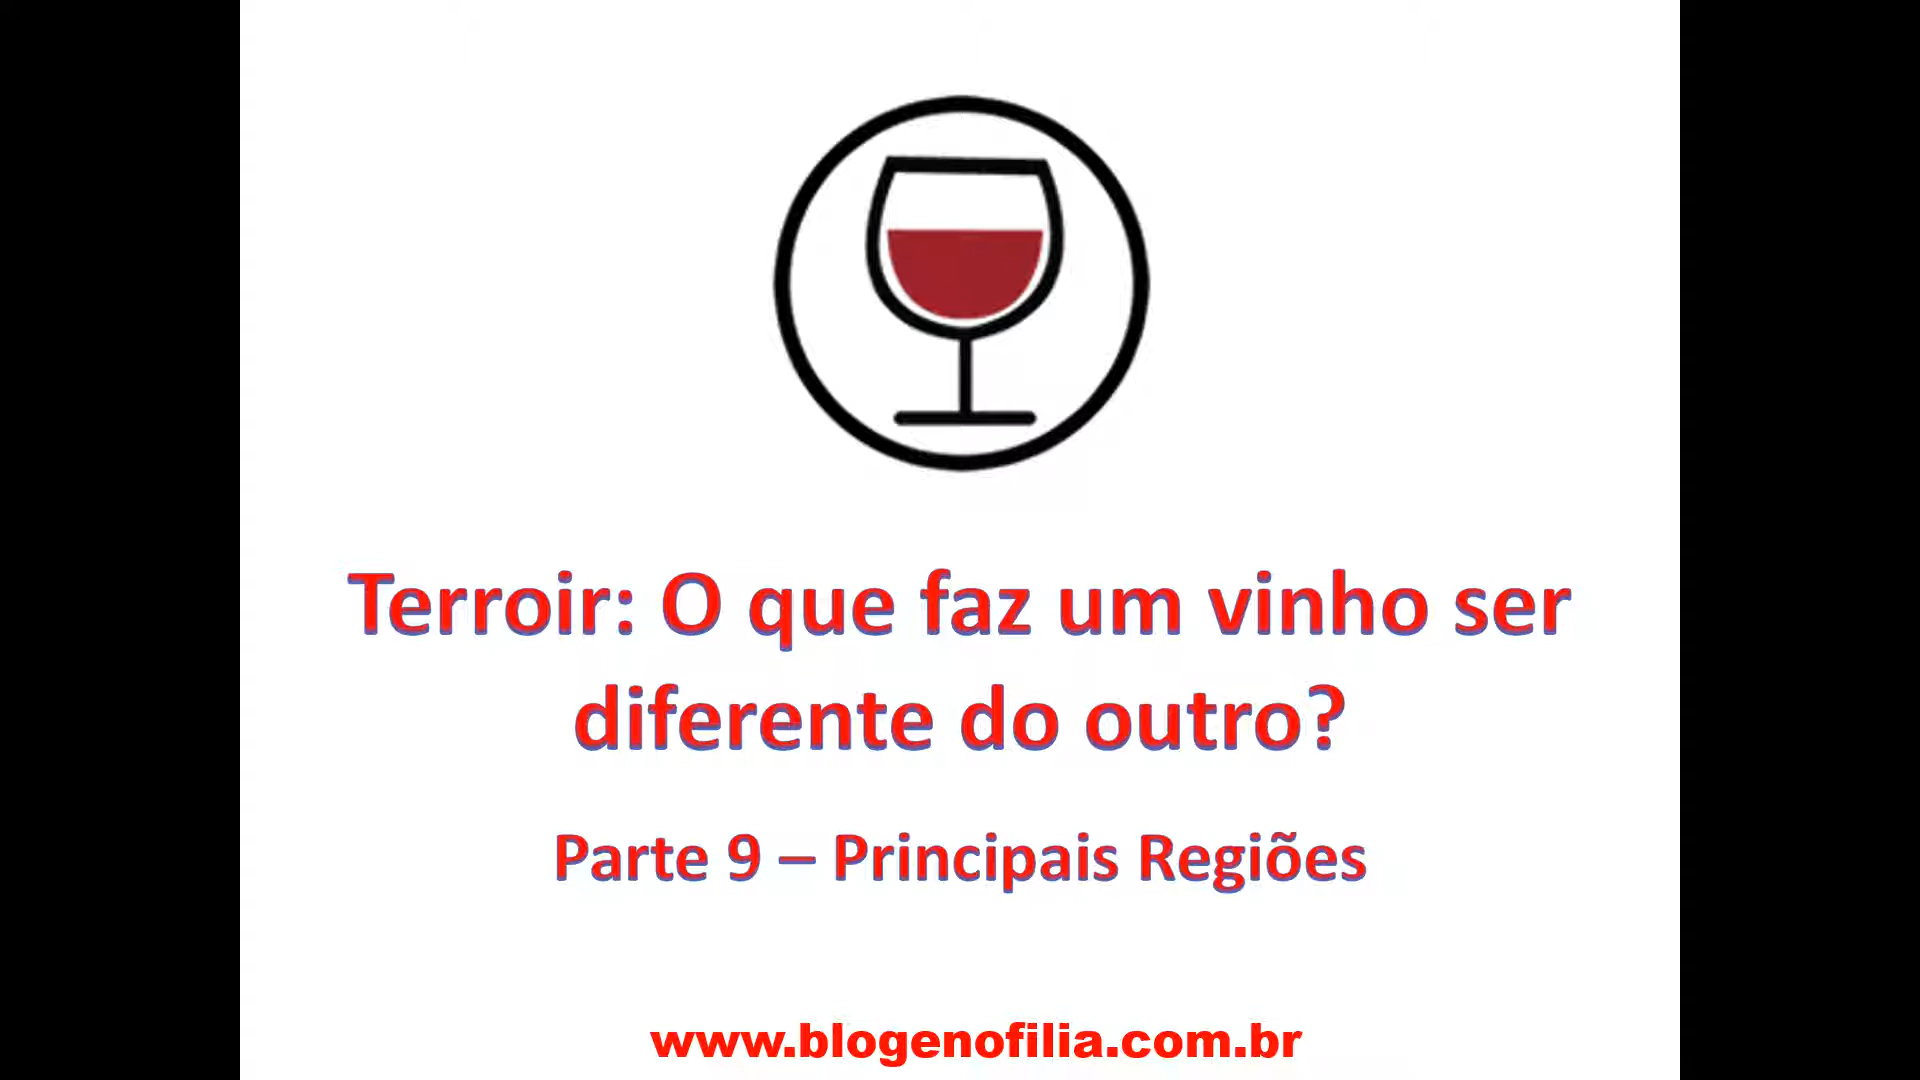 Terroir: O que faz um vinho ser
diferente do outro?
Parte 9 – Principais Regiões
www.blogenofilia.com.br